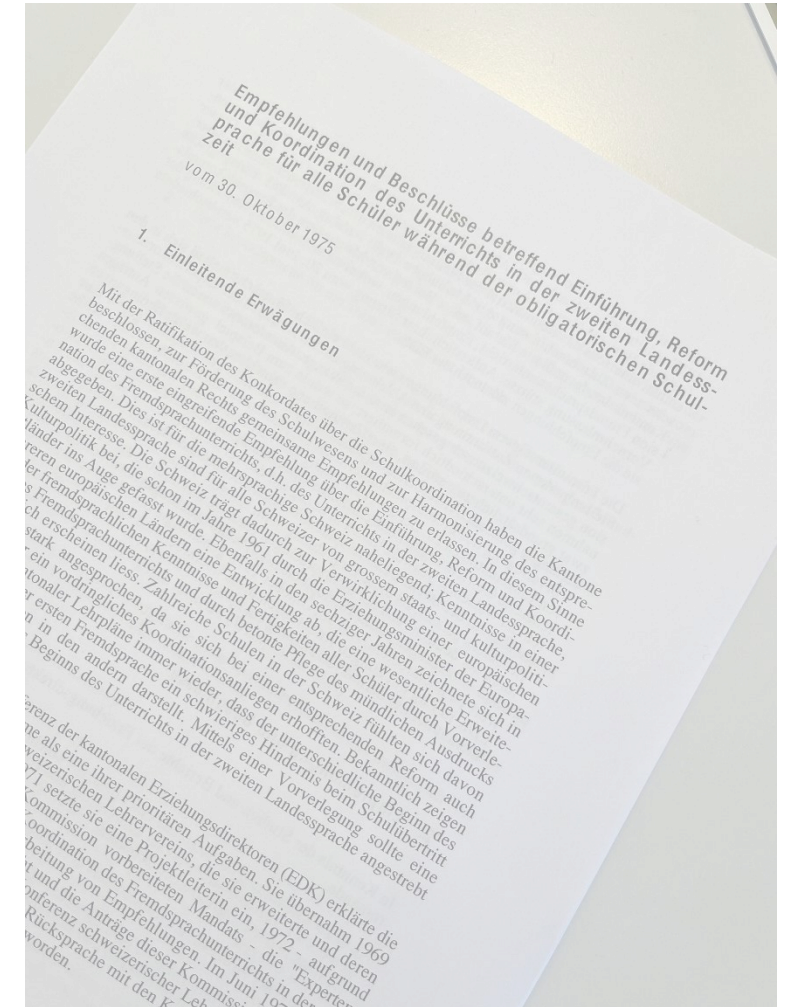 Empfehlungen und Beschlüsse betreffend Einführung, Reform
und Koordination des Unterrichts in der zweiten Landess-
prache für alle Schüler während der obligatorischen Schul-
zeit
vom 30. Oktober 1975
1. Einleitende Erwägungen
Mit der Ratifikation des Konkordates über die Schulkoordination haben die Kantone
beschlossen, zur Förderung des Schulwesens und zur Harmonisierung des entspre-
chenden kantonalen Rechts gemeinsame Empfehlungen zu erlassen. In diesem Sinne
wurde eine erste eingreifende Empfehlung über die Einführung, Reform und Koordi-
nation des Fremdsprachunterrichts, d.h. des Unterrichts in der zweiten Landessprache,
abgegeben. Dies ist für die mehrsprachige Schweiz naheliegend; Kenntnisse in einer
zweiten Landessprache sind für alle Schweizer von grossem staats- und kulturpoliti-
schem Interesse. Die Schweiz trägt dadurch zur Verwirklichung einer europäischen
Kulturpolitik bei, die schon im Jahre 1961 durch die Erziehungsminister der Europa-
länder ins Auge gefasst wurde. Ebenfalls in den sechziger Jahren zeichnete sich in
europäischen Ländern eine Entwicklung ab, die eine wesentliche Erweite-
der fremdsprachlichen Kenntnisse und Fertigkeiten aller Schüler durch Vorverle-
Fremdsprachunterrichts und durch betonte Pflege des mündlichen Ausdrucks
erscheinen liess. Zahlreiche Schulen in der Schweiz fühlten sich davon
stark angesprochen, da sie sich bei einer entsprechenden Reform auch
ein vordringliches Koordinationsanliegen erhofften. Bekanntlich zeigen
Lehrpläne immer wieder, dass der unterschiedliche Beginn des
ersten Fremdsprache ein schwieriges Hindernis beim Schulübertritt
in den andern darstellt. Mittels einer Vorverlegung sollte eine
Beginns des Unterrichts in der zweiten Landessprache angestrebt
der kantonalen Erziehungsdirektoren (EDK) erklärte die
als eine ihrer prioritären Aufgaben. Sie übernahm 1969
Lehrervereins, die sie erweiterte und deren
setzte sie eine Projektleiterin ein, 1972 - aufgrund
Kommission vorbereiteten Mandats - die "Experten-
Koordination des Fremdsprachunterrichts in der
von Empfehlungen. Im Juni
und die Anträge dieser
schweizerischer
Rücksprache mit den
worden.